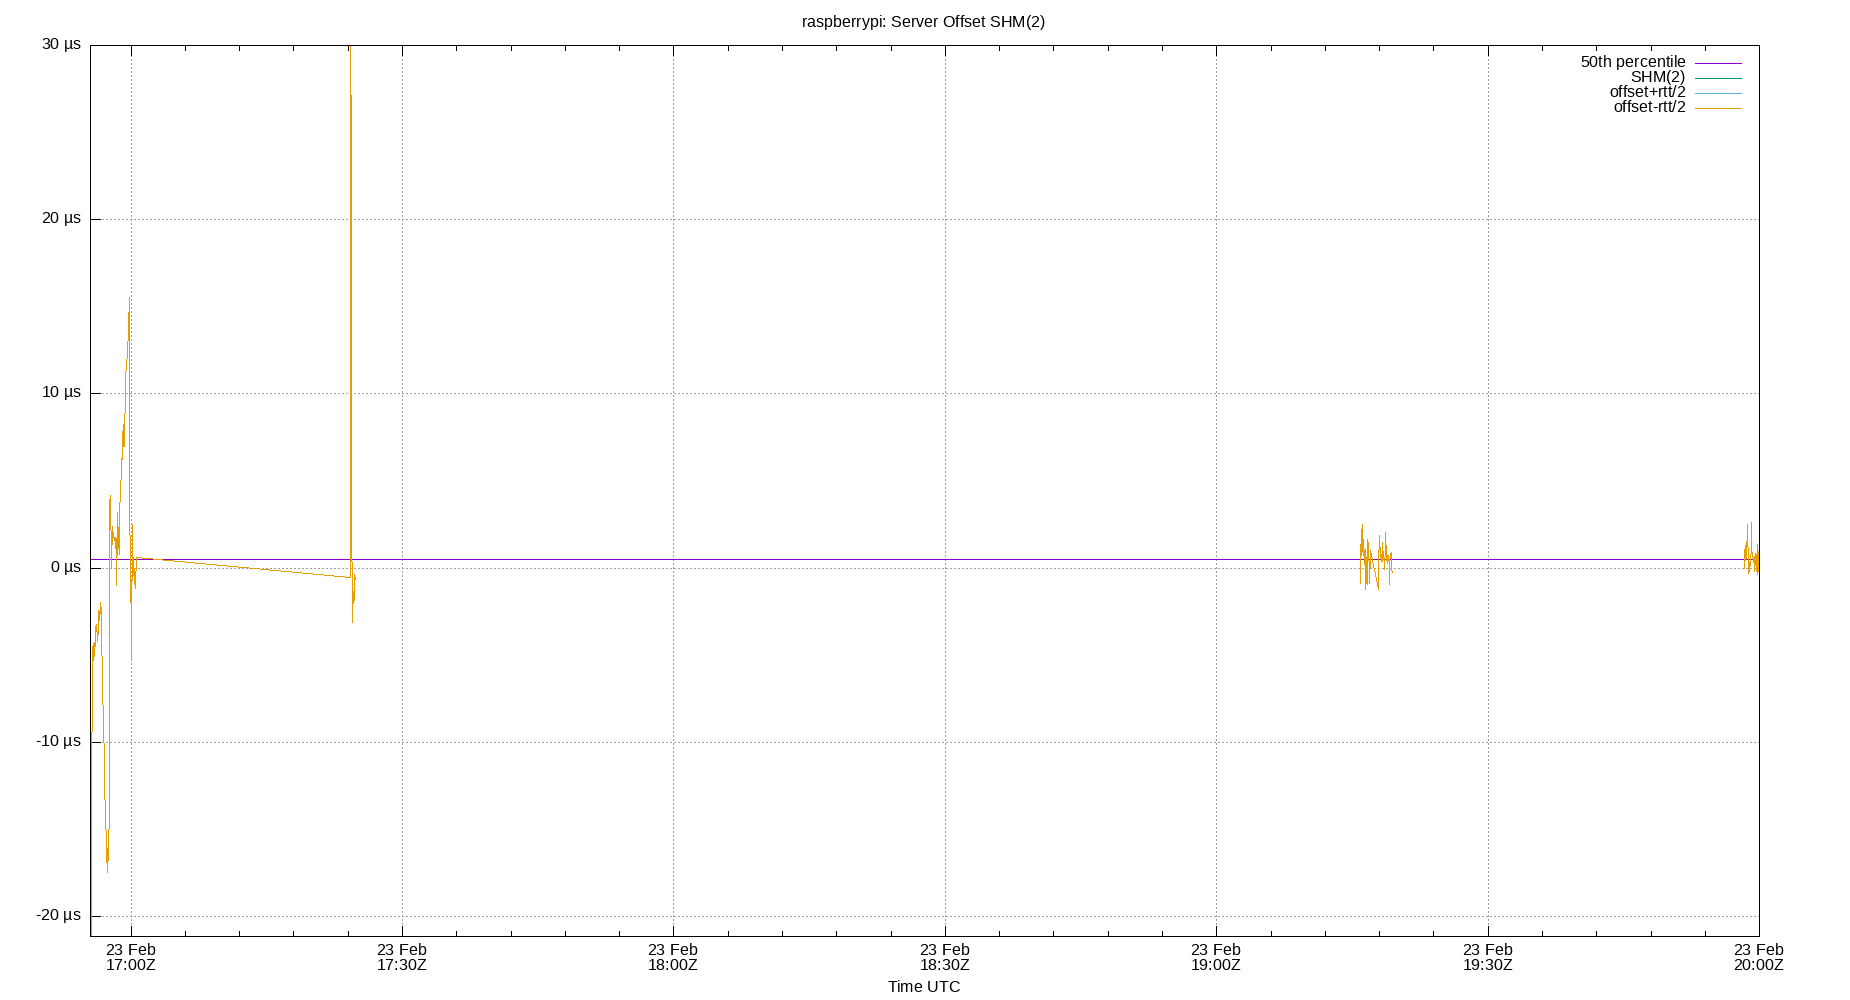 raspberrypi: Server Offset SHM(2)
30 µs
20 µs
10 µs
0 µs
-10 µs
-20 µs
50th percentile
SHM(2)
offset+rtt/2
offset-rtt/2
23 Feb 23 Feb 23 Feb 23 Feb 23 Feb 23 Feb 23 Feb
17:00Z 17:30Z 18:00Z 18:30Z 19:00Z 19:30Z 20:00Z
Time UTC